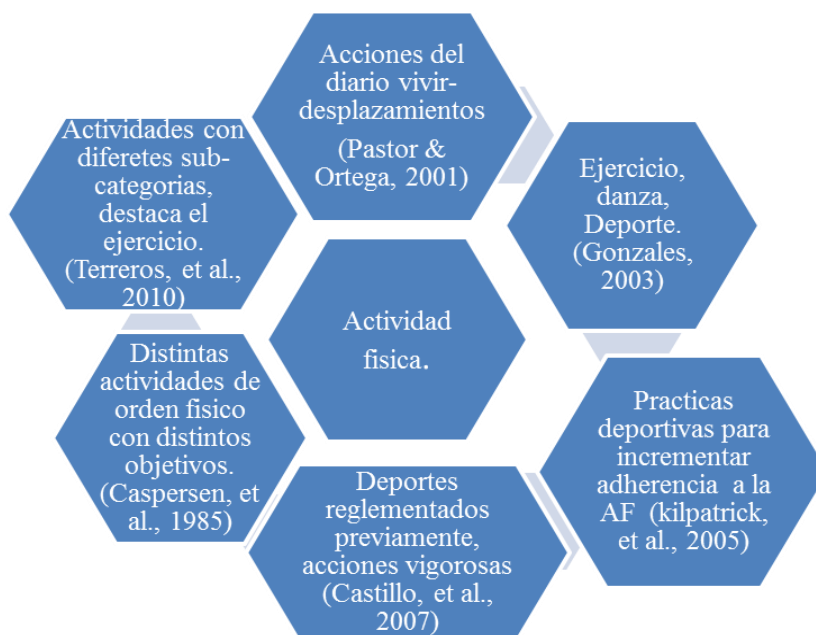 Acciones del
diario vivir-
desplazamientos
(Pastor &
Ortega, 2001)
Ejercicio,
danza,
Deporte.
(Gonzales,
2003)
Practicas
deportivas para
incrementar
adherencia a la
AF (kilpatrick,
et al., 2005)
Deportes
reglementados
previamente,
acciones vigorosas
(Castillo, et al.,
2007)
Distintas
actividades de
orden fisico
con distintos
objetivos.
(Caspersen, et
al., 1985)
Actividades con
diferetes sub-
categorias,
destaca el
ejercicio.
(Terreros, et al.,
2010)
Actividad
fisica.